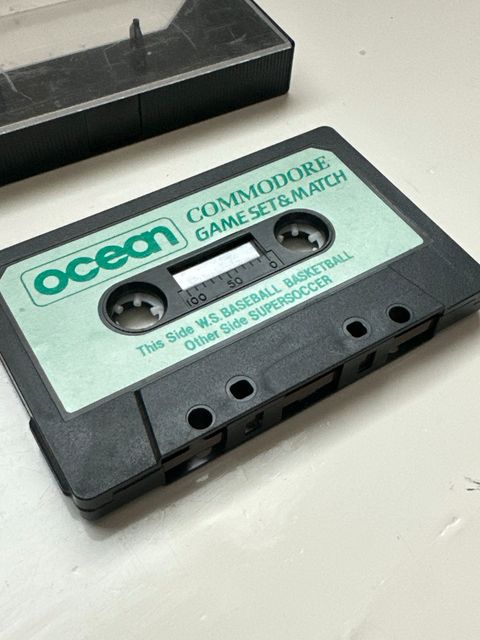 ocean
COMMODORE
GAME SET & MATCH
100 50 0
This Side W.S. BASEBALL BASKETBALL
Other Side SUPERSOCCER